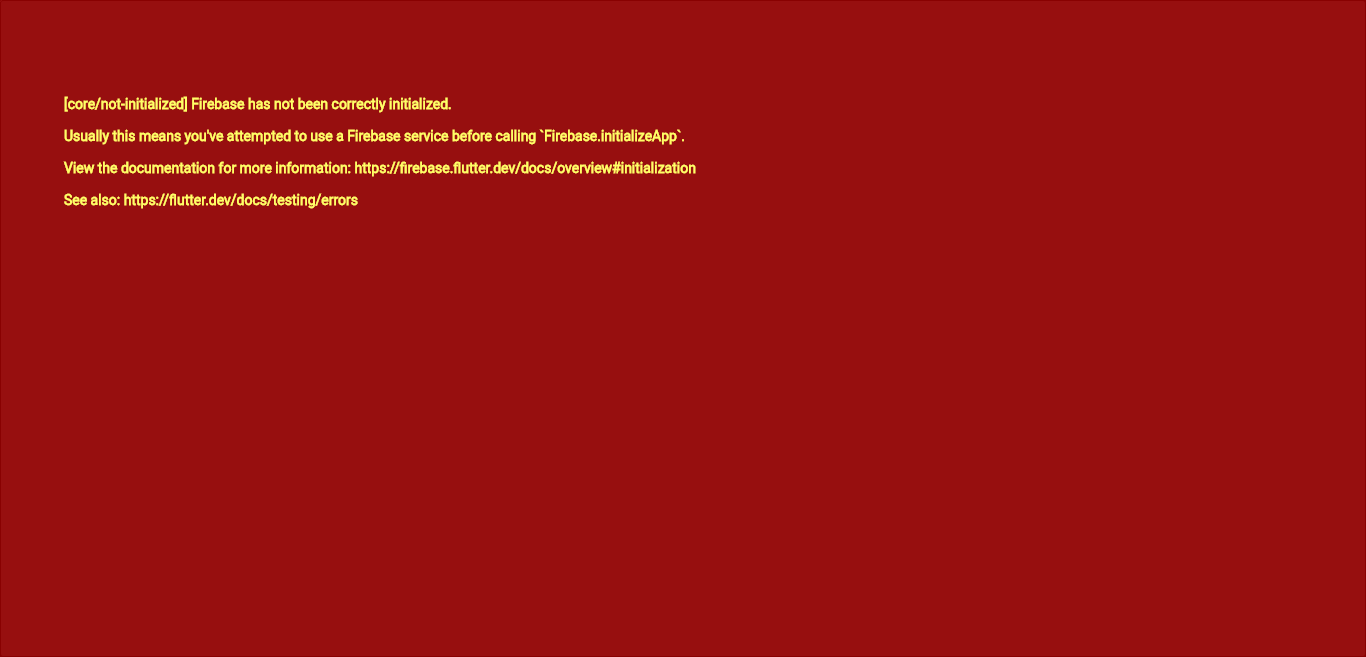 [core/not-initialized] Firebase has not been correctly initialized.
Usually this means you've attempted to use a Firebase service before calling `Firebase.initializeApp`.
View the documentation for more information: https://firebase.flutter.dev/docs/overview#initialization
See also: https://flutter.dev/docs/testing/errors